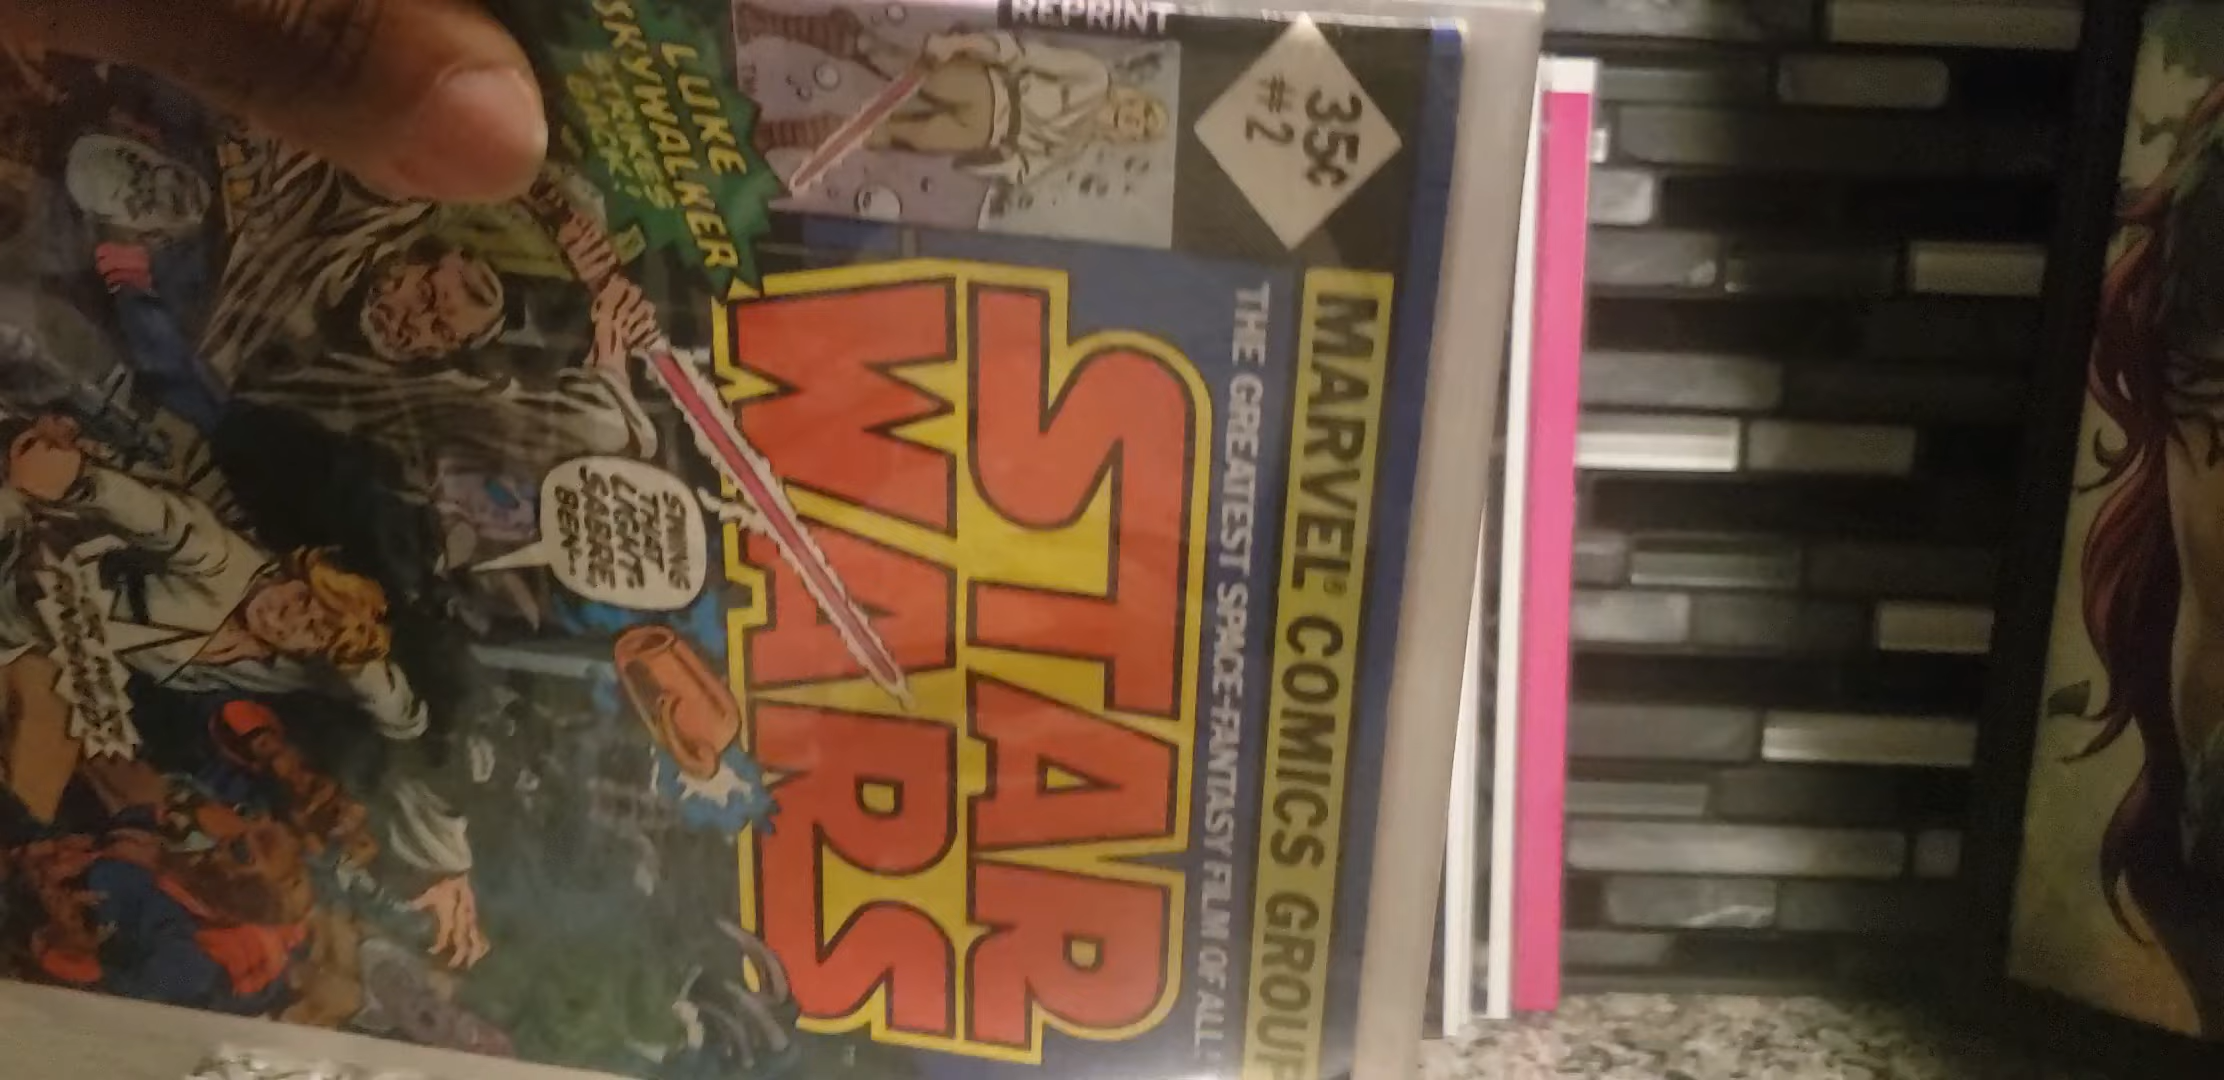 REPRINT
35¢
#2
MARVEL® COMICS GROUP
THE GREATEST SPACE-FANTASY FILM OF ALL
STAR
WARS
LUKE
SKYWALKER
STRIKES
BACK!
SWING
THAT
LIGHT-
SABRE,
BEN--